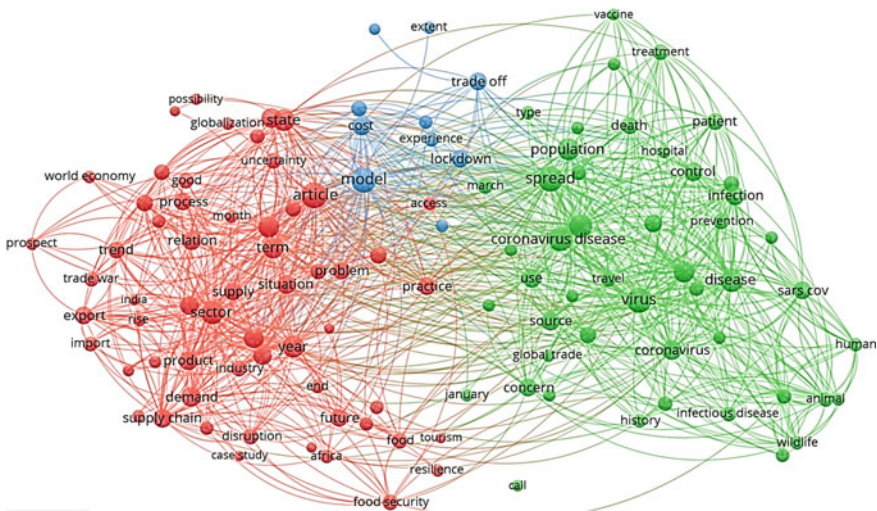 vaccine
extent
treatment
trade off
possibility
type
death
patient
globalization
state
cost
experience
population
hospital
uncertainty
lockdown
control
world economy
good
model
spread
march
infection
process
article
access
month
prevention
prospect
relation
term
coronavirus disease
trend
problem
trade war
situation
practice
use
travel
disease
india
supply
virus
sars cov
export
rise
sector
source
import
year
global trade
coronavirus
human
product
industry
end
january
concern
demand
animal
supply chain
future
history
infectious disease
disruption
food
tourism
wildlife
case study
africa
resilience
call
food security